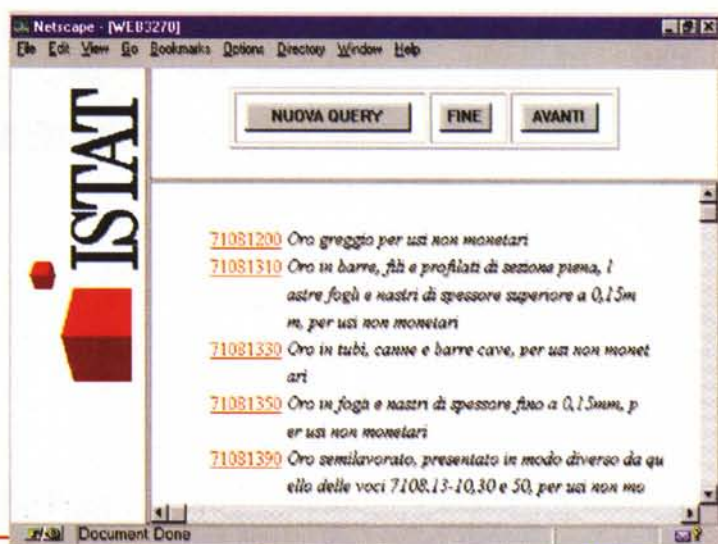 Netscape - [WEB3270]
File Edit View Go Bookmarks Options Directory Window Help
ISTAT
NUOVA QUERY FINE AVANTI
71081200 Oro greggio per usi non monetari
71081310 Oro in barre, fili e profilati di sezione piena, l
astre fogli e nastri di spessore superiore a 0,15m
m, per usi non monetari
71081330 Oro in tubi, canne e barre cave, per usi non monet
ari
71081350 Oro in fogli e nastri di spessore fino a 0,15mm, p
er usi non monetari
71081390 Oro semilavorato, presentato in modo diverso da qu
ello delle voci 7108.13-10,30 e 50, per usi non mo
Document Done